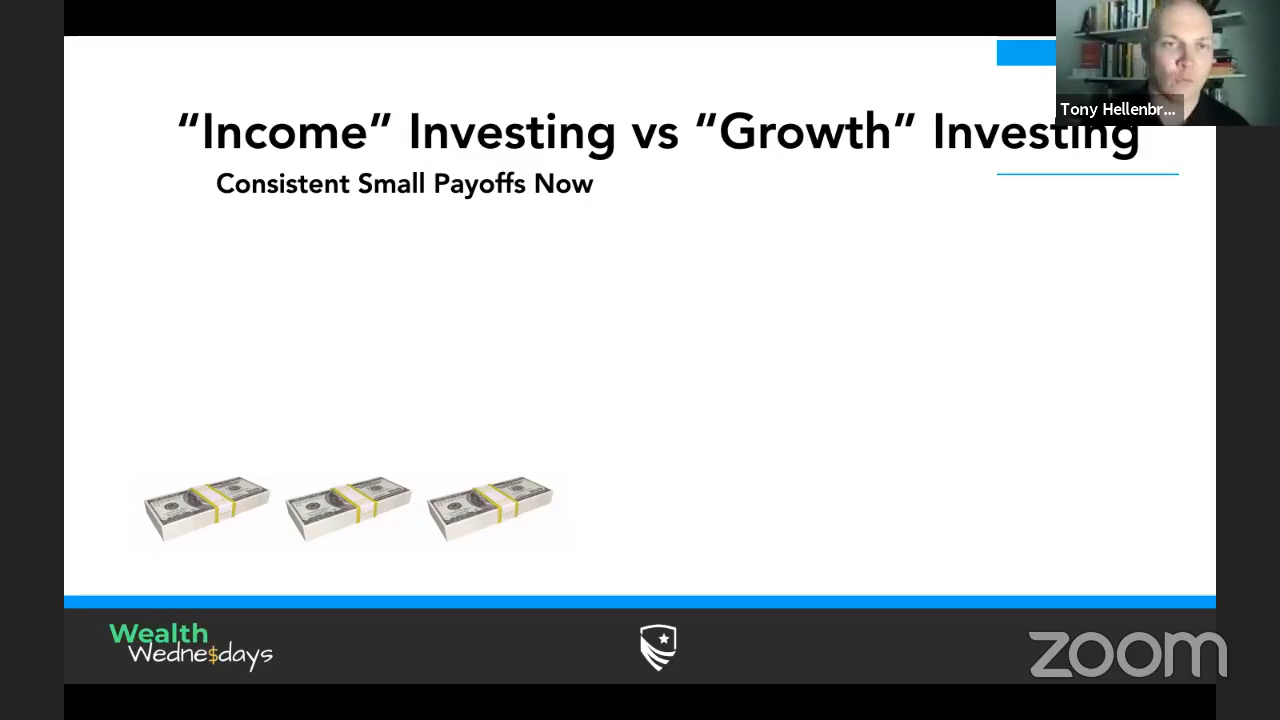 Tony Hellenbr...
“Income” Investing vs “Growth” Investing
Consistent Small Payoffs Now
Wealth
Wedne$days
zoom